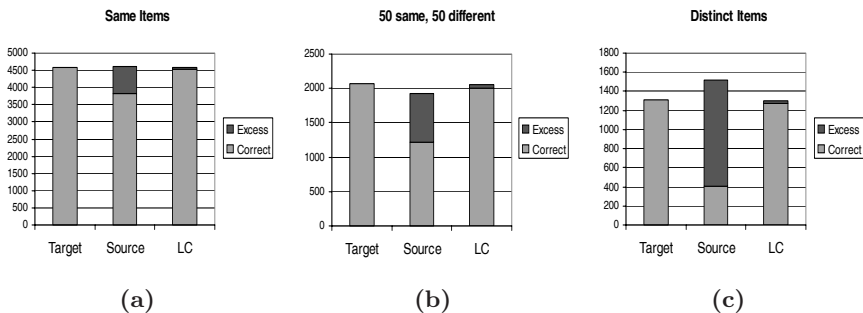 Same Items
5000
4500
4000
3500
3000
2500
2000
1500
1000
500
0
Target Source LC
Excess
Correct
(a)
50 same, 50 different
2500
2000
1500
1000
500
0
Target Source LC
Excess
Correct
(b)
Distinct Items
1800
1600
1400
1200
1000
800
600
400
200
0
Target Source LC
Excess
Correct
(c)